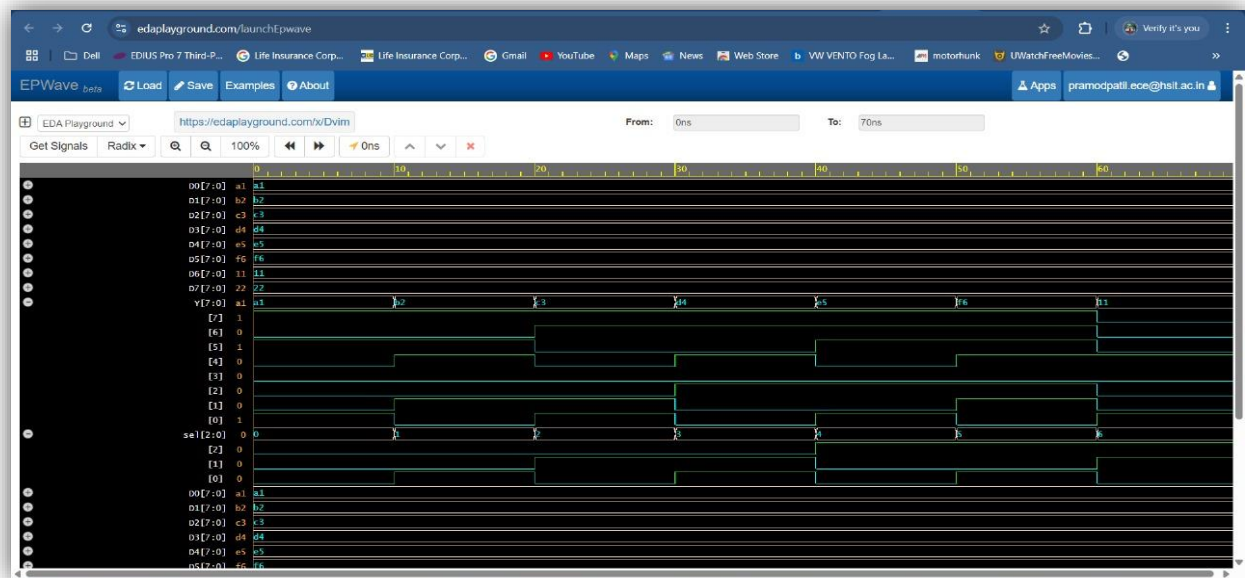 edaplayground.com/launchEpwave Verify it's you
Dell EDIUS Pro 7 Third-P... Life Insurance Corp... Life Insurance Corp... Gmail YouTube Maps News Web Store b VW VENTO Fog La... motorhunk UWatchFreeMovies... »
EPWave beta Load Save Examples About Apps pramodpatil.ece@hsit.ac.in
EDA Playground https://edaplayground.com/x/Dvim From: 0ns To: 70ns
Get Signals Radix 100% 0ns
0 10 20 30 40 50 60
D0[7:0] a1 a1
D1[7:0] b2 b2
D2[7:0] c3 c3
D3[7:0] d4 d4
D4[7:0] e5 e5
D5[7:0] f6 f6
D6[7:0] 11 11
D7[7:0] 22 22
Y[7:0] a1 a1 b2 c3 d4 e5 f6 11
[7] 1
[6] 0
[5] 1
[4] 0
[3] 0
[2] 0
[1] 0
[0] 1
sel[2:0] 0 0 1 2 3 4 5 6
[2] 0
[1] 0
[0] 0
D0[7:0] a1 a1
D1[7:0] b2 b2
D2[7:0] c3 c3
D3[7:0] d4 d4
D4[7:0] e5 e5
D5[7:0] f6 f6